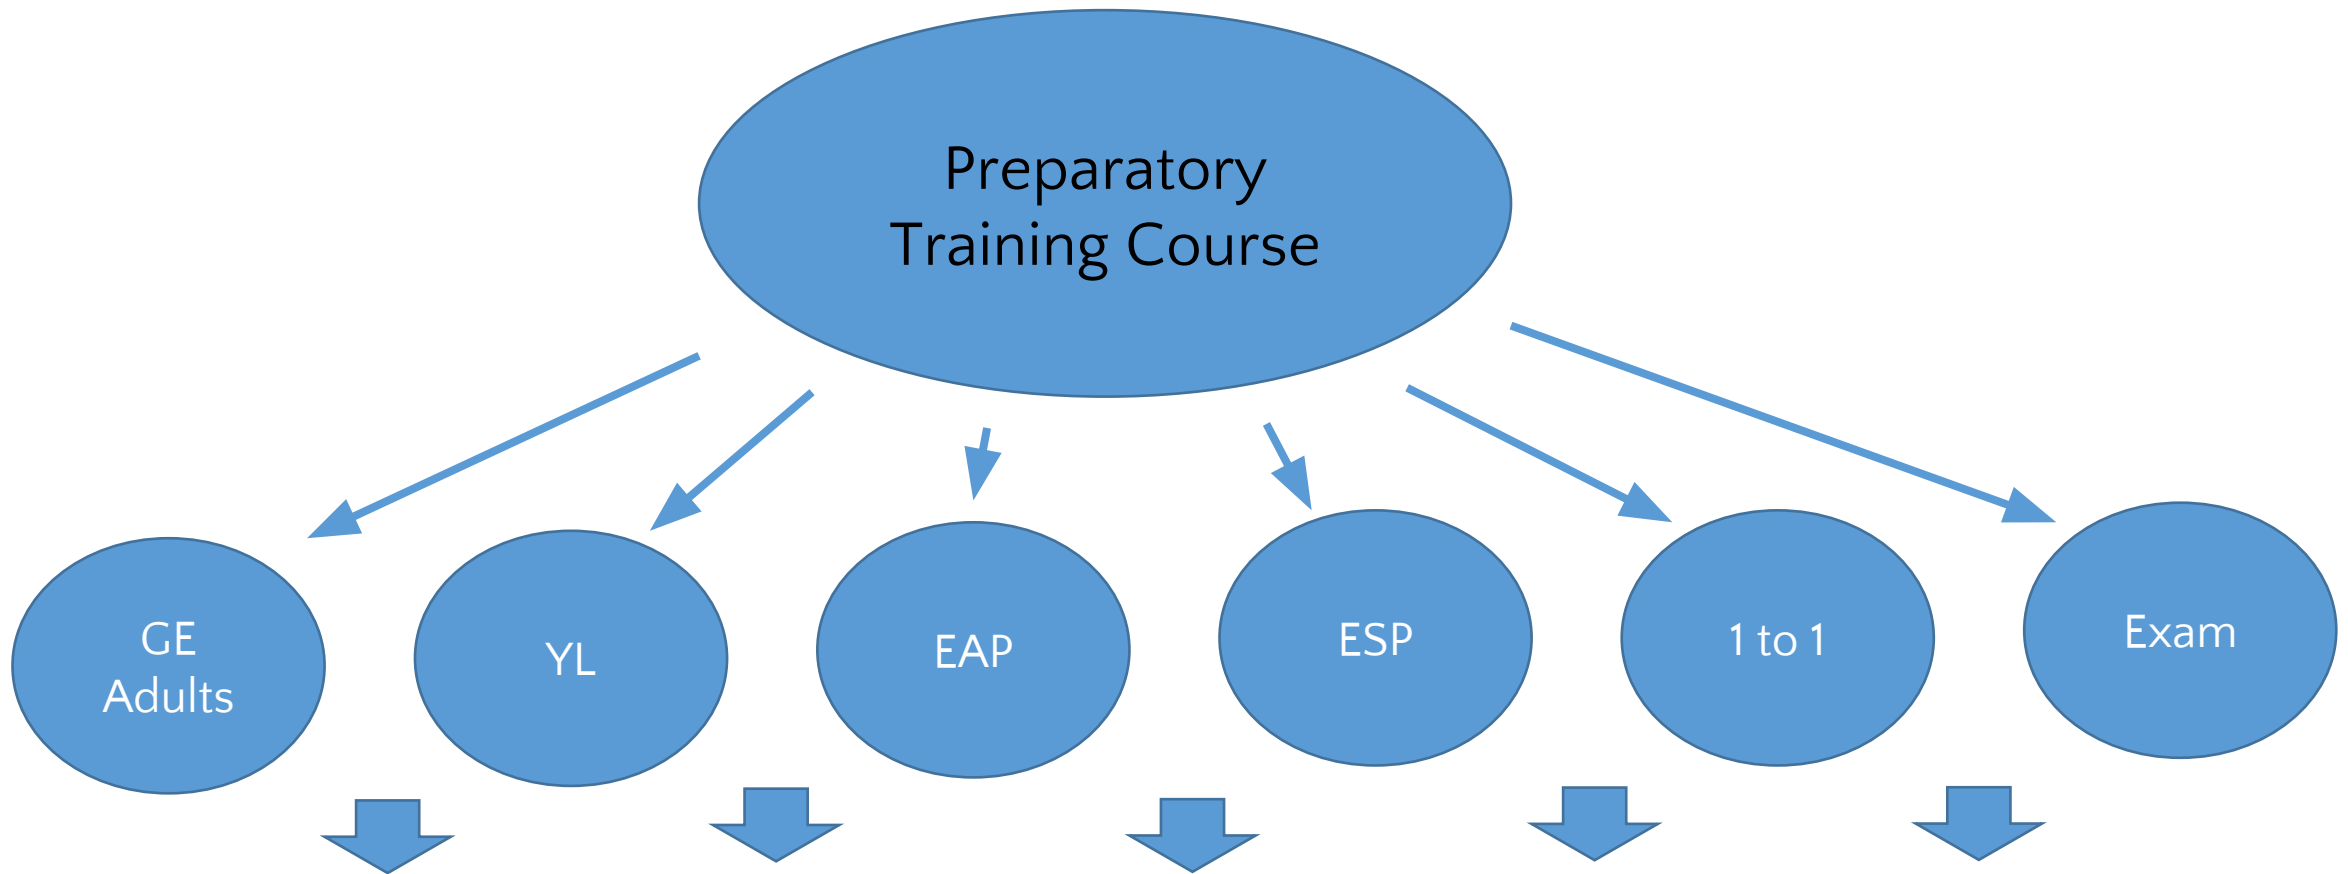 Preparatory
Training Course
GE
Adults
YL
EAP
ESP
1 to 1
Exam